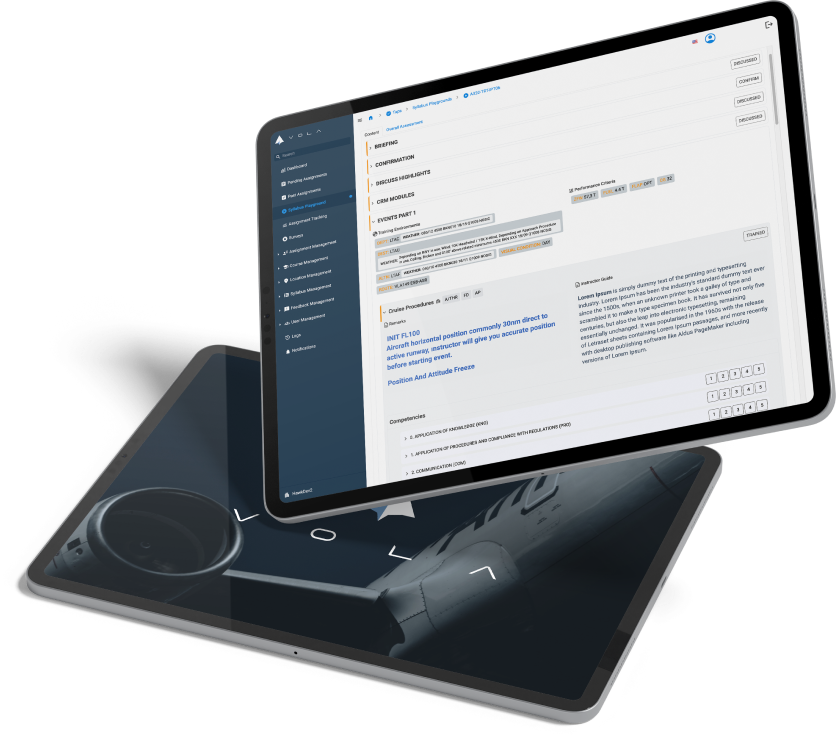 V O L
Search
Dashboard
Pending Assignments
Past Assignments
Syllabus Playground
Assignment Tracking
Surveys
Assignment Management
Course Management
Location Management
Syllabus Management
Feedback Management
User Management
Logs
Notifications
Tape
Syllabus Playgrounds
Content
Overall Assessment
BRIEFING
DISCUSSED
CONFIRMATION
CONFIRM
DISCUSS HIGHLIGHTS
DISCUSSED
CRM MODULES
DISCUSSED
EVENTS PART 1
Training Environments
Performance Criteria
TRAINED
Cruise Procedures
A/THR
FD
AP
Remarks
INIT FL100
Aircraft horizontal position commonly 30nm direct to
active runway, instructor will give you accurate position
before starting event.
Position And Attitude Freeze
Instructor Guide
Lorem Ipsum is simply dummy text of the printing and typesetting
industry. Lorem Ipsum has been the industry's standard dummy text ever
since the 1500s, when an unknown printer took a galley of type and
scrambled it to make a type specimen book. It has survived not only five
centuries, but also the leap into electronic typesetting, remaining
essentially unchanged. It was popularised in the 1960s with the release
of Letraset sheets containing Lorem Ipsum passages, and more recently
with desktop publishing software like Aldus PageMaker including
versions of Lorem Ipsum.
Competencies
1 2 3 4 5
0. APPLICATION OF KNOWLEDGE (KNO)
1 2 3 4 5
1. APPLICATION OF PROCEDURES AND COMPLIANCE WITH REGULATIONS (PRO)
1 2 3 4 5
2. COMMUNICATION (COM)